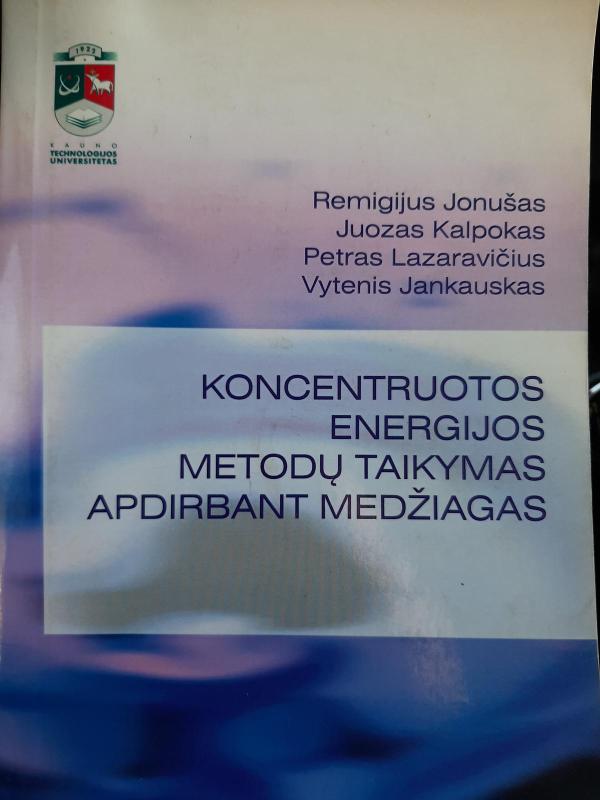 1922
KAUNO
TECHNOLOGIJOS
UNIVERSITETAS
Remigijus Jonušas
Juozas Kalpokas
Petras Lazaravičius
Vytenis Jankauskas
KONCENTRUOTOS
ENERGIJOS
METODŲ TAIKYMAS
APDIRBANT MEDŽIAGAS